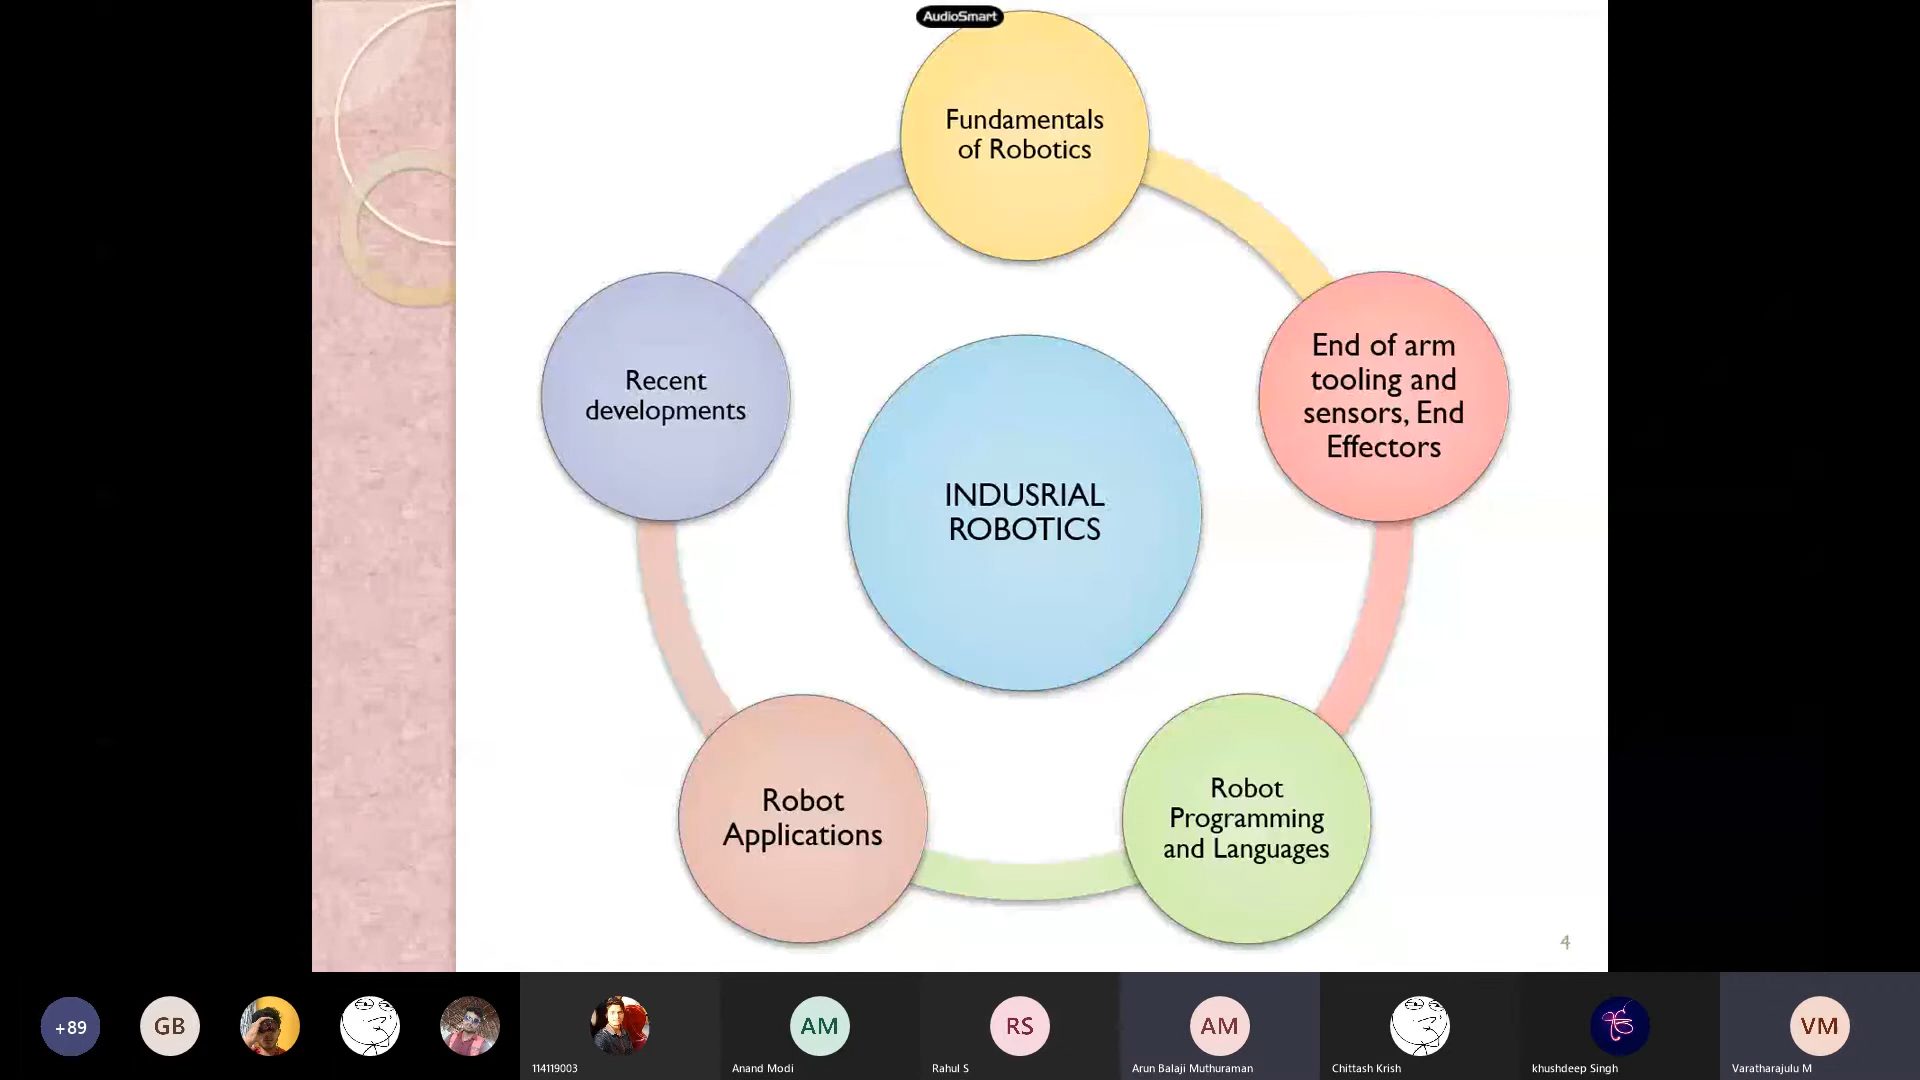 AudioSmart
Fundamentals
of Robotics
End of arm
tooling and
sensors, End
Effectors
Recent
developments
INDUSRIAL
ROBOTICS
Robot
Applications
Robot
Programming
and Languages
4
+89
GB
AM
RS
AM
VM
114119003
Anand Modi
Rahul S
Arun Balaji Muthuraman
Chittash Krish
khushdeep Singh
Varatharajulu M